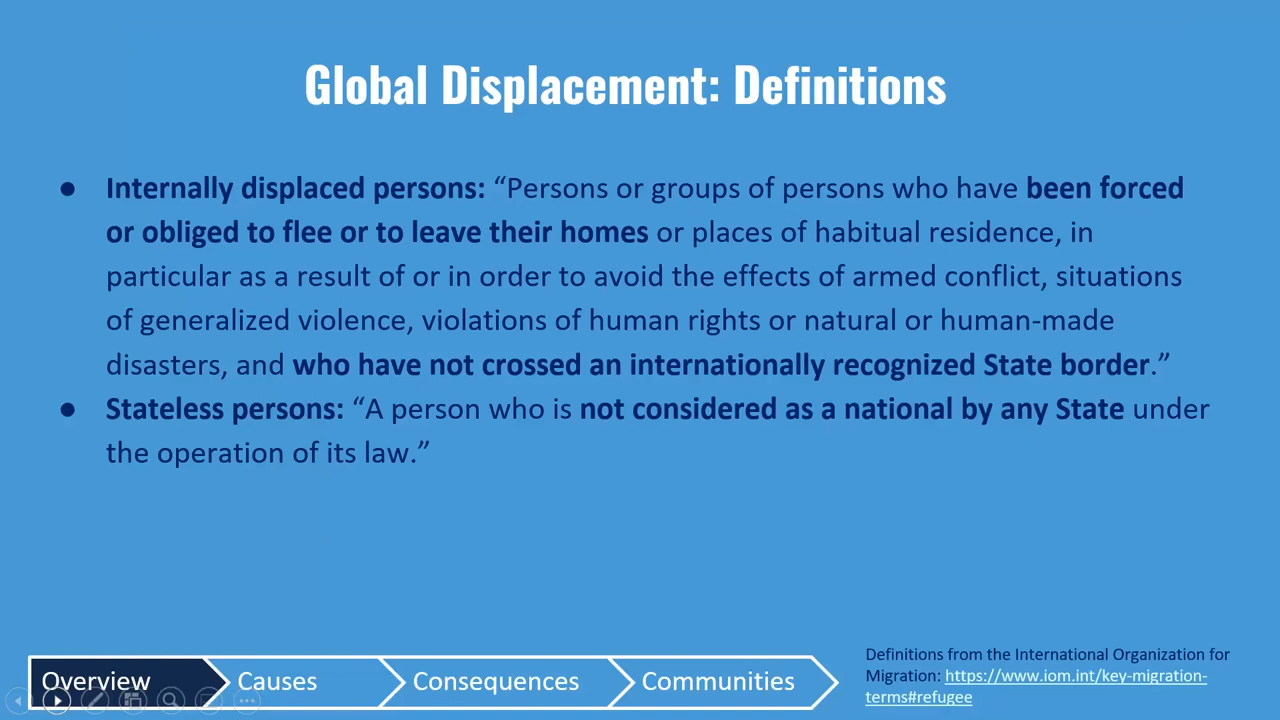 Global Displacement: Definitions
● Internally displaced persons: “Persons or groups of persons who have been forced
or obliged to flee or to leave their homes or places of habitual residence, in
particular as a result of or in order to avoid the effects of armed conflict, situations
of generalized violence, violations of human rights or natural or human-made
disasters, and who have not crossed an internationally recognized State border.”
● Stateless persons: “A person who is not considered as a national by any State under
the operation of its law.”
Overview
Causes
Consequences
Communities
Definitions from the International Organization for
Migration: https://www.iom.int/key-migration-
terms#refugee